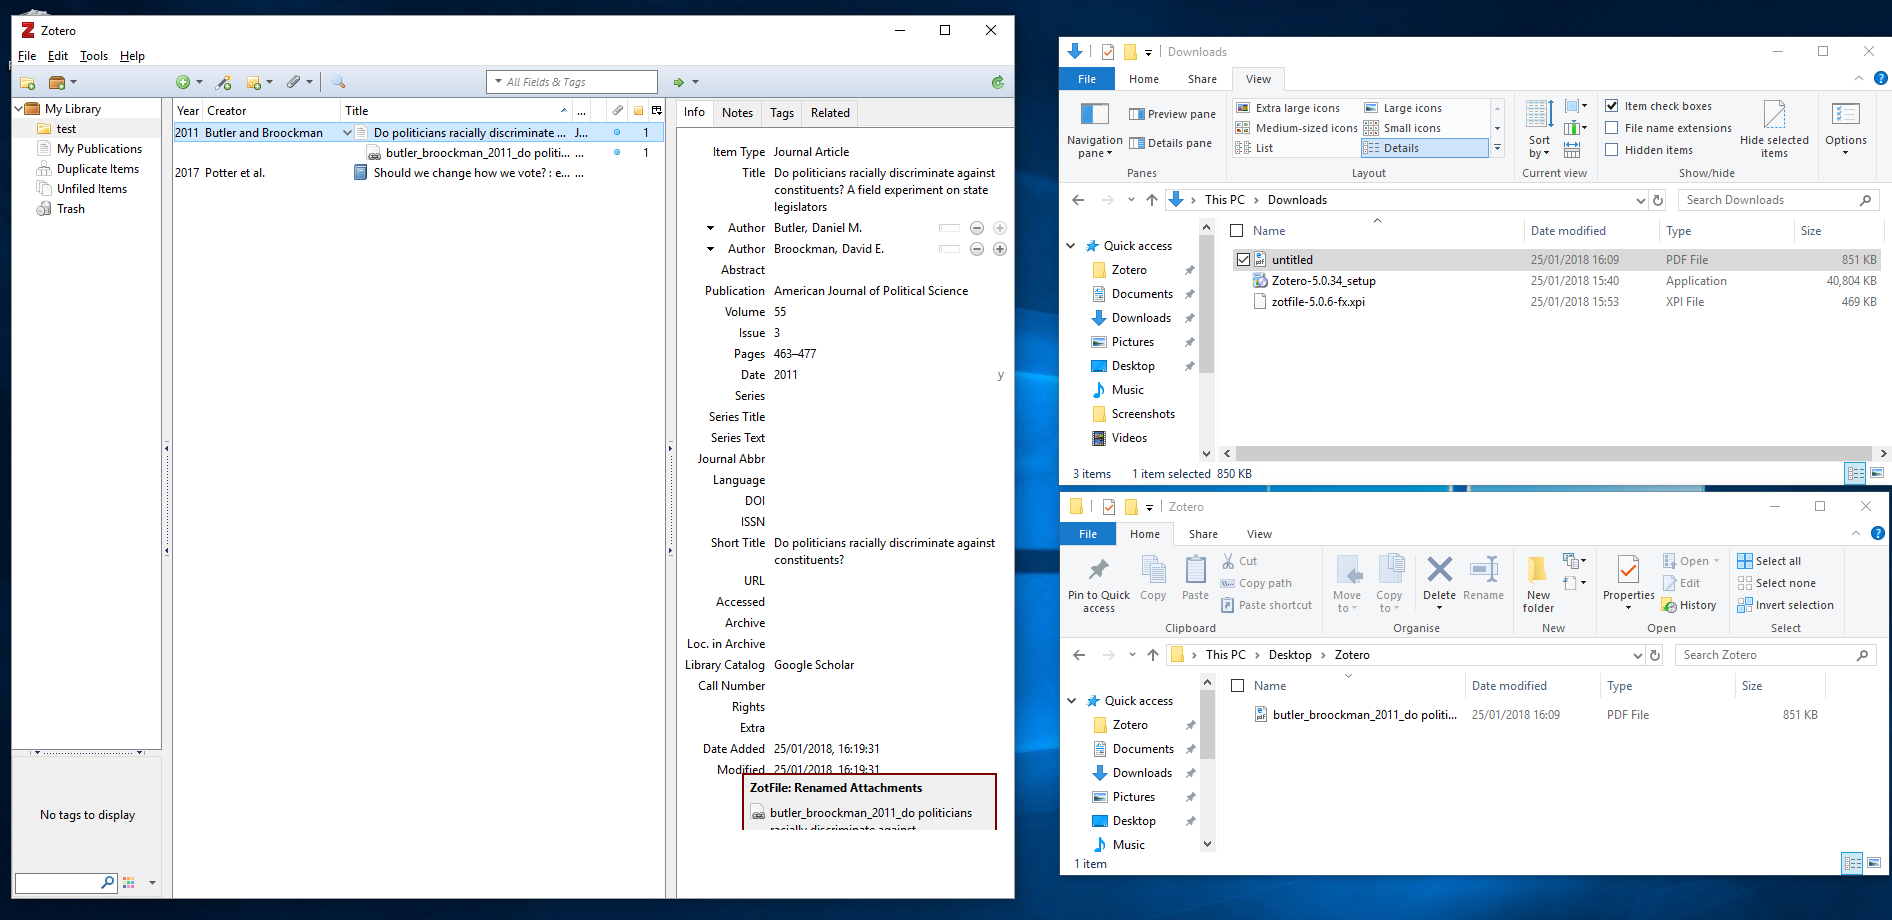 Zotero
File Edit Tools Help
All Fields & Tags
My Library
test
My Publications
Duplicate Items
Unfiled Items
Trash
No tags to display
Year Creator Title ...
2011 Butler and Broockman Do politicians racially discriminate ... J... 1
butler_broockman_2011_do politi... ... 1
2017 Potter et al. Should we change how we vote? : e... ...
Info Notes Tags Related
Item Type Journal Article
Title Do politicians racially discriminate against
constituents? A field experiment on state
legislators
Author Butler, Daniel M.
Author Broockman, David E.
Abstract
Publication American Journal of Political Science
Volume 55
Issue 3
Pages 463–477
Date 2011 y
Series
Series Title
Series Text
Journal Abbr
Language
DOI
ISSN
Short Title Do politicians racially discriminate against
constituents?
URL
Accessed
Archive
Loc. in Archive
Library Catalog Google Scholar
Call Number
Rights
Extra
Date Added 25/01/2018, 16:19:31
Modified 25/01/2018, 16:19:31
ZotFile: Renamed Attachments
butler_broockman_2011_do politicians
racially discriminate against
Downloads
File Home Share View
Navigation
pane
Preview pane
Details pane
Panes
Extra large icons Large icons
Medium-sized icons Small icons
List Details
Layout
Sort
by
Current view
Item check boxes
File name extensions
Hidden items
Hide selected
items
Show/hide
Options
This PC > Downloads
Search Downloads
Quick access
Zotero
Documents
Downloads
Pictures
Desktop
Music
Screenshots
Videos
Name Date modified Type Size
untitled 25/01/2018 16:09 PDF File 851 KB
Zotero-5.0.34_setup 25/01/2018 15:40 Application 40,804 KB
zotfile-5.0.6-fx.xpi 25/01/2018 15:53 XPI File 469 KB
3 items 1 item selected 850 KB
Zotero
File Home Share View
Pin to Quick
access
Copy
Paste
Cut
Copy path
Paste shortcut
Clipboard
Move
to
Copy
to
Delete
Rename
Organise
New
folder
New
Properties
Open
Edit
History
Open
Select all
Select none
Invert selection
Select
This PC > Desktop > Zotero
Search Zotero
Quick access
Zotero
Documents
Downloads
Pictures
Desktop
Music
Name Date modified Type Size
butler_broockman_2011_do politi... 25/01/2018 16:09 PDF File 851 KB
1 item